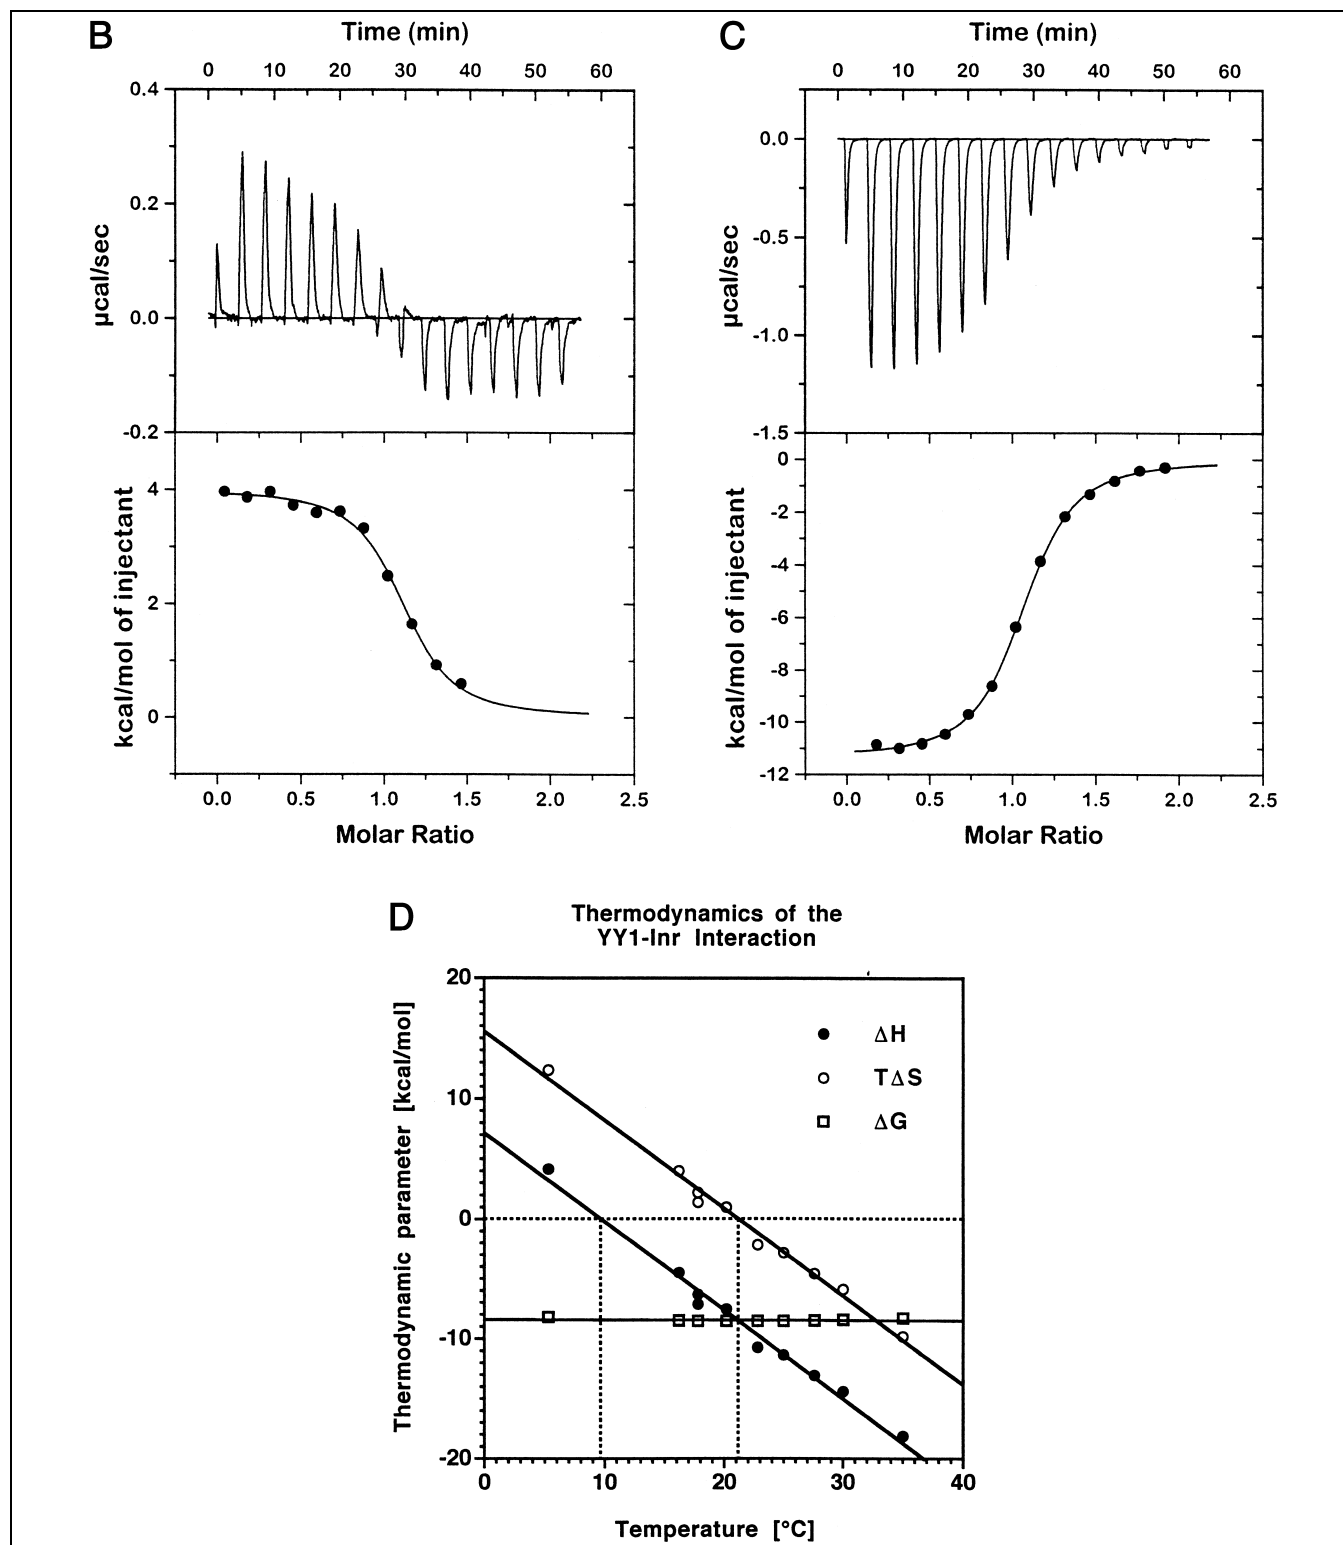 B
Time (min)
0 10 20 30 40 50 60
0.4
0.2
0.0
-0.2
µcal/sec
4
2
0
kcal/mol of injectant
0.0 0.5 1.0 1.5 2.0 2.5
Molar Ratio
C
Time (min)
0 10 20 30 40 50 60
0.0
-0.5
-1.0
-1.5
µcal/sec
0
-2
-4
-6
-8
-10
-12
kcal/mol of injectant
0.0 0.5 1.0 1.5 2.0 2.5
Molar Ratio
D
Thermodynamics of the
YY1-Inr Interaction
20
10
0
-10
-20
Thermodynamic parameter [kcal/mol]
ΔH
TΔS
ΔG
0 10 20 30 40
Temperature [°C]